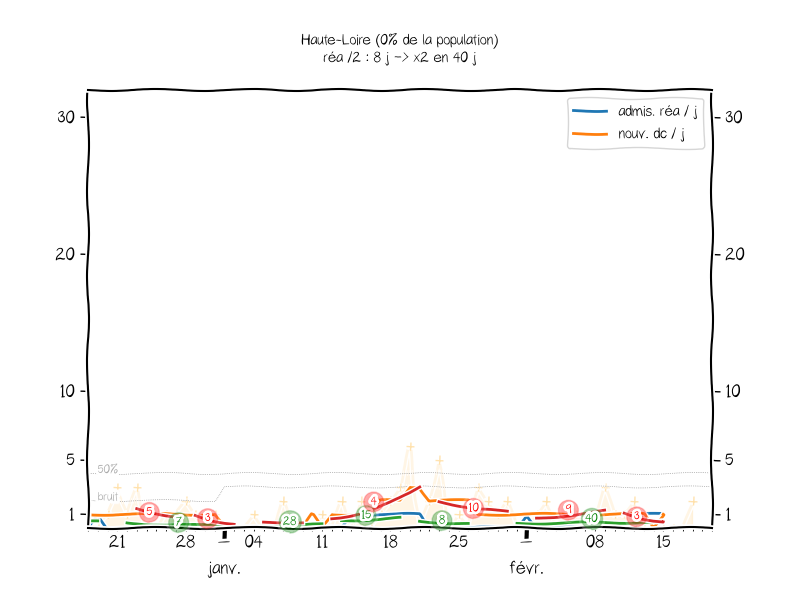 Haute-Loire (0% de la population)
réa /2 : 8 j -> x2 en 40 j
admis. réa / j
nouv. dc / j
30 30
20 20
10 10
5 5
50%
bruit
1 1
5 7 3 28 15 4 8 10 9 40 3
21 28 04 11 18 25 08 15
janv. févr.